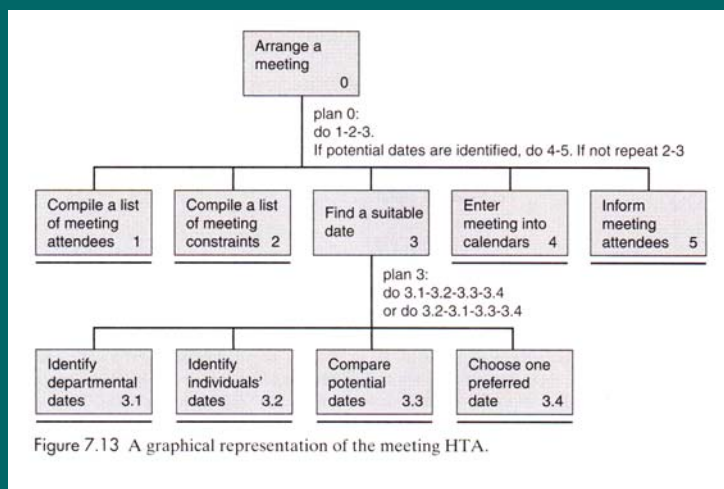 Arrange a
meeting
0
plan 0:
do 1-2-3.
If potential dates are identified, do 4-5. If not repeat 2-3
Compile a list
of meeting
attendees 1
Compile a list
of meeting
constraints 2
Find a suitable
date
3
Enter
meeting into
calendars 4
Inform
meeting
attendees 5
plan 3:
do 3.1-3.2-3.3-3.4
or do 3.2-3.1-3.3-3.4
Identify
departmental
dates 3.1
Identify
individuals'
dates 3.2
Compare
potential
dates 3.3
Choose one
preferred
date 3.4
Figure 7.13 A graphical representation of the meeting HTA.